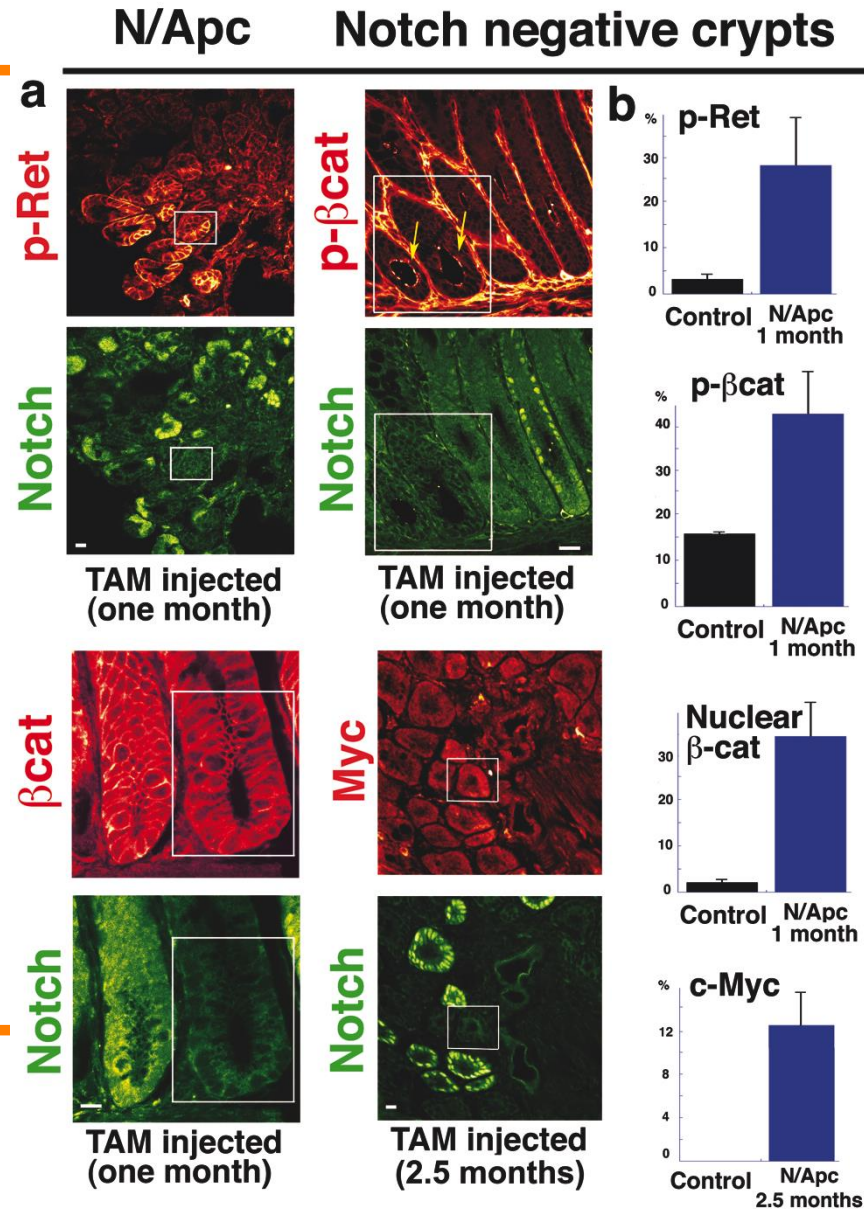 N/Apc Notch negative crypts
a
p-Ret
p-βcat
Notch
Notch
TAM injected
(one month)
TAM injected
(one month)
βcat
Myc
Notch
Notch
TAM injected
(one month)
TAM injected
(2.5 months)
b
% p-Ret
30
20
10
0
Control N/Apc
1 month
p-βcat
%
40
30
20
10
0
Control N/Apc
1 month
Nuclear
% β-cat
30
20
10
0
Control N/Apc
1 month
% c-Myc
12
8
4
0
Control N/Apc
2.5 months